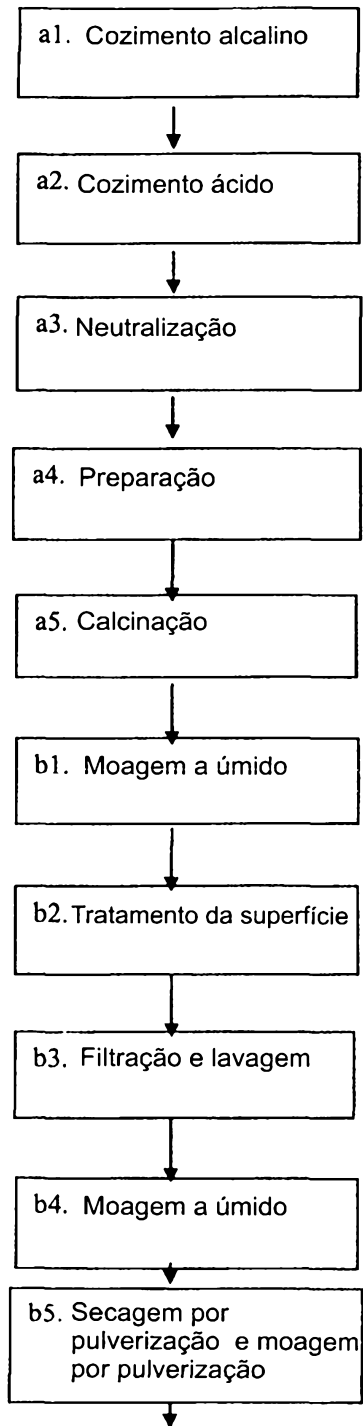 a1. Cozimento alcalino
a2. Cozimento ácido
a3. Neutralização
a4. Preparação
a5. Calcinação
b1. Moagem a úmido
b2. Tratamento da superfície
b3. Filtração e lavagem
b4. Moagem a úmido
b5. Secagem por
pulverização e moagem
por pulverização